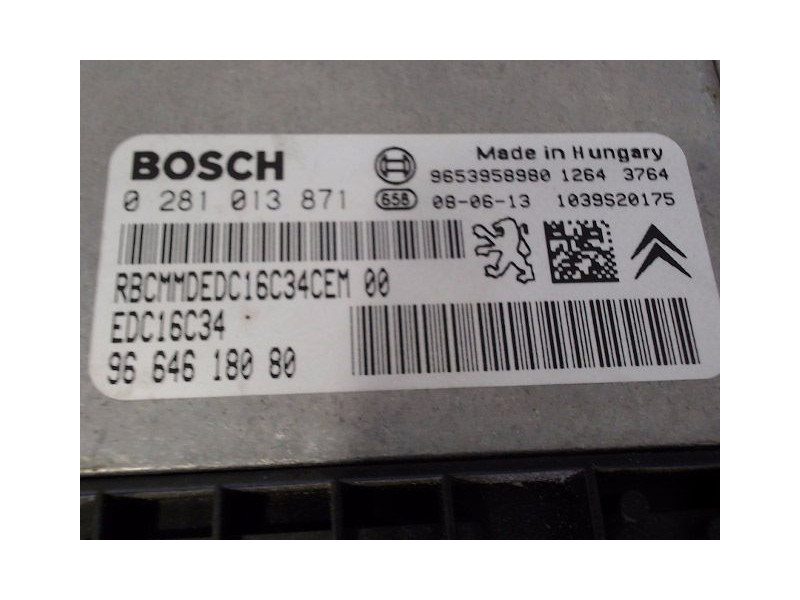 BOSCH
Made in Hungary
9653958980 1264 3764
0 281 013 871
658
08-06-13 1039S20175
RBCMMDEDC16C34CEM 00
EDC16C34
96 646 180 80